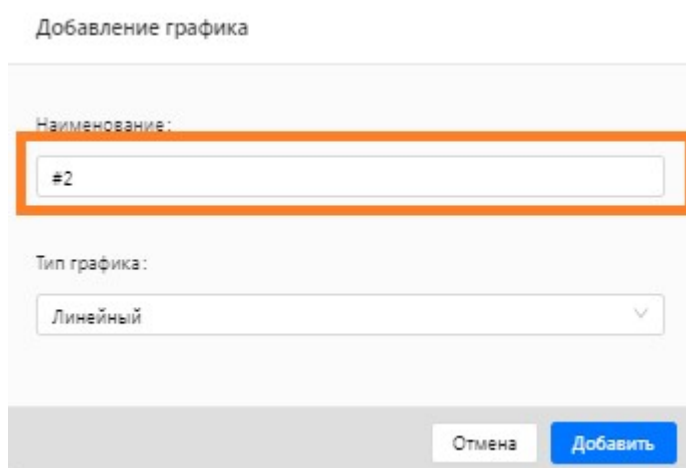 Добавление графика
Наименование:
#2
Тип графика:
Линейный
Отмена Добавить